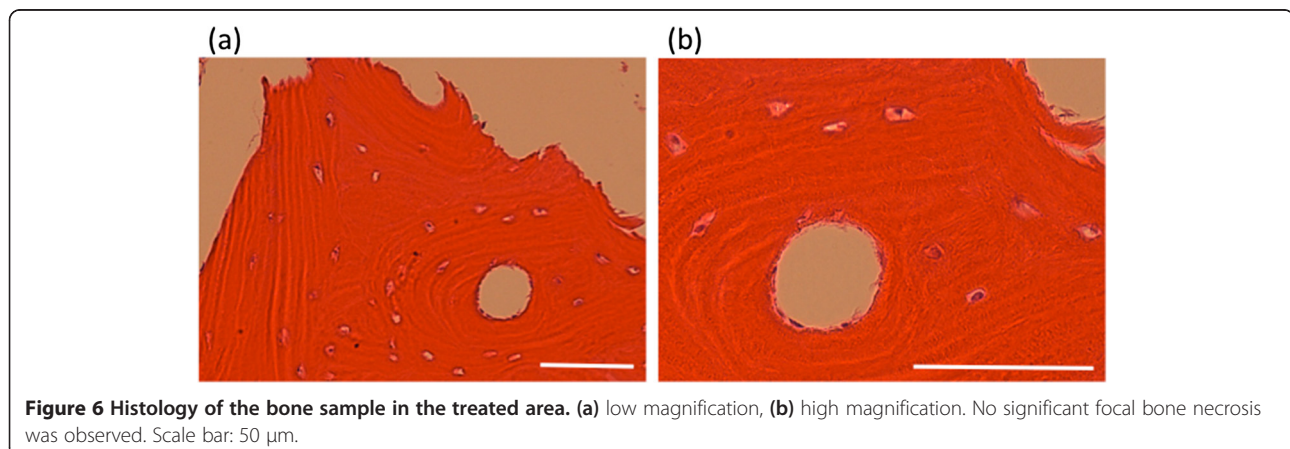 (a) (b)
Figure 6 Histology of the bone sample in the treated area. (a) low magnification, (b) high magnification. No significant focal bone necrosis
was observed. Scale bar: 50 μm.